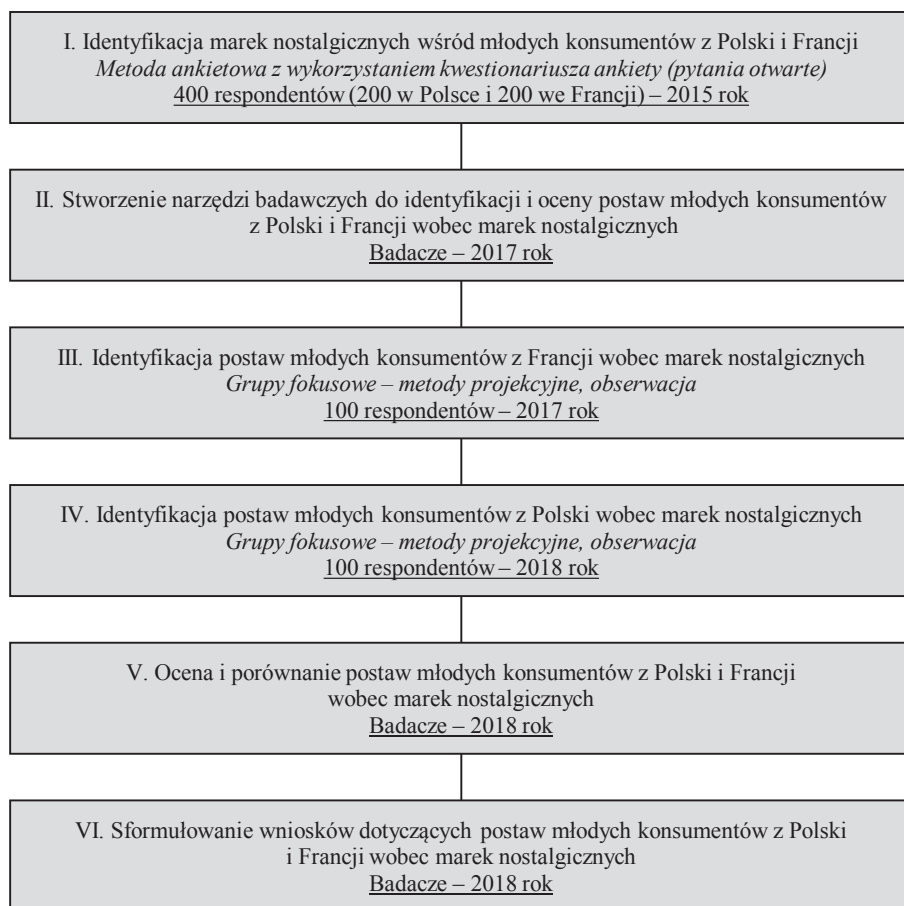 I. Identyfikacja marek nostalgicznych wśród młodych konsumentów z Polski i Francji
Metoda ankietowa z wykorzystaniem kwestionariusza ankiety (pytania otwarte)
400 respondentów (200 w Polsce i 200 we Francji) – 2015 rok
II. Stworzenie narzędzi badawczych do identyfikacji i oceny postaw młodych konsumentów
z Polski i Francji wobec marek nostalgicznych
Badacze – 2017 rok
III. Identyfikacja postaw młodych konsumentów z Francji wobec marek nostalgicznych
Grupy fokusowe – metody projekcyjne, obserwacja
100 respondentów – 2017 rok
IV. Identyfikacja postaw młodych konsumentów z Polski wobec marek nostalgicznych
Grupy fokusowe – metody projekcyjne, obserwacja
100 respondentów – 2018 rok
V. Ocena i porównanie postaw młodych konsumentów z Polski i Francji
wobec marek nostalgicznych
Badacze – 2018 rok
VI. Sformułowanie wniosków dotyczących postaw młodych konsumentów z Polski
i Francji wobec marek nostalgicznych
Badacze – 2018 rok